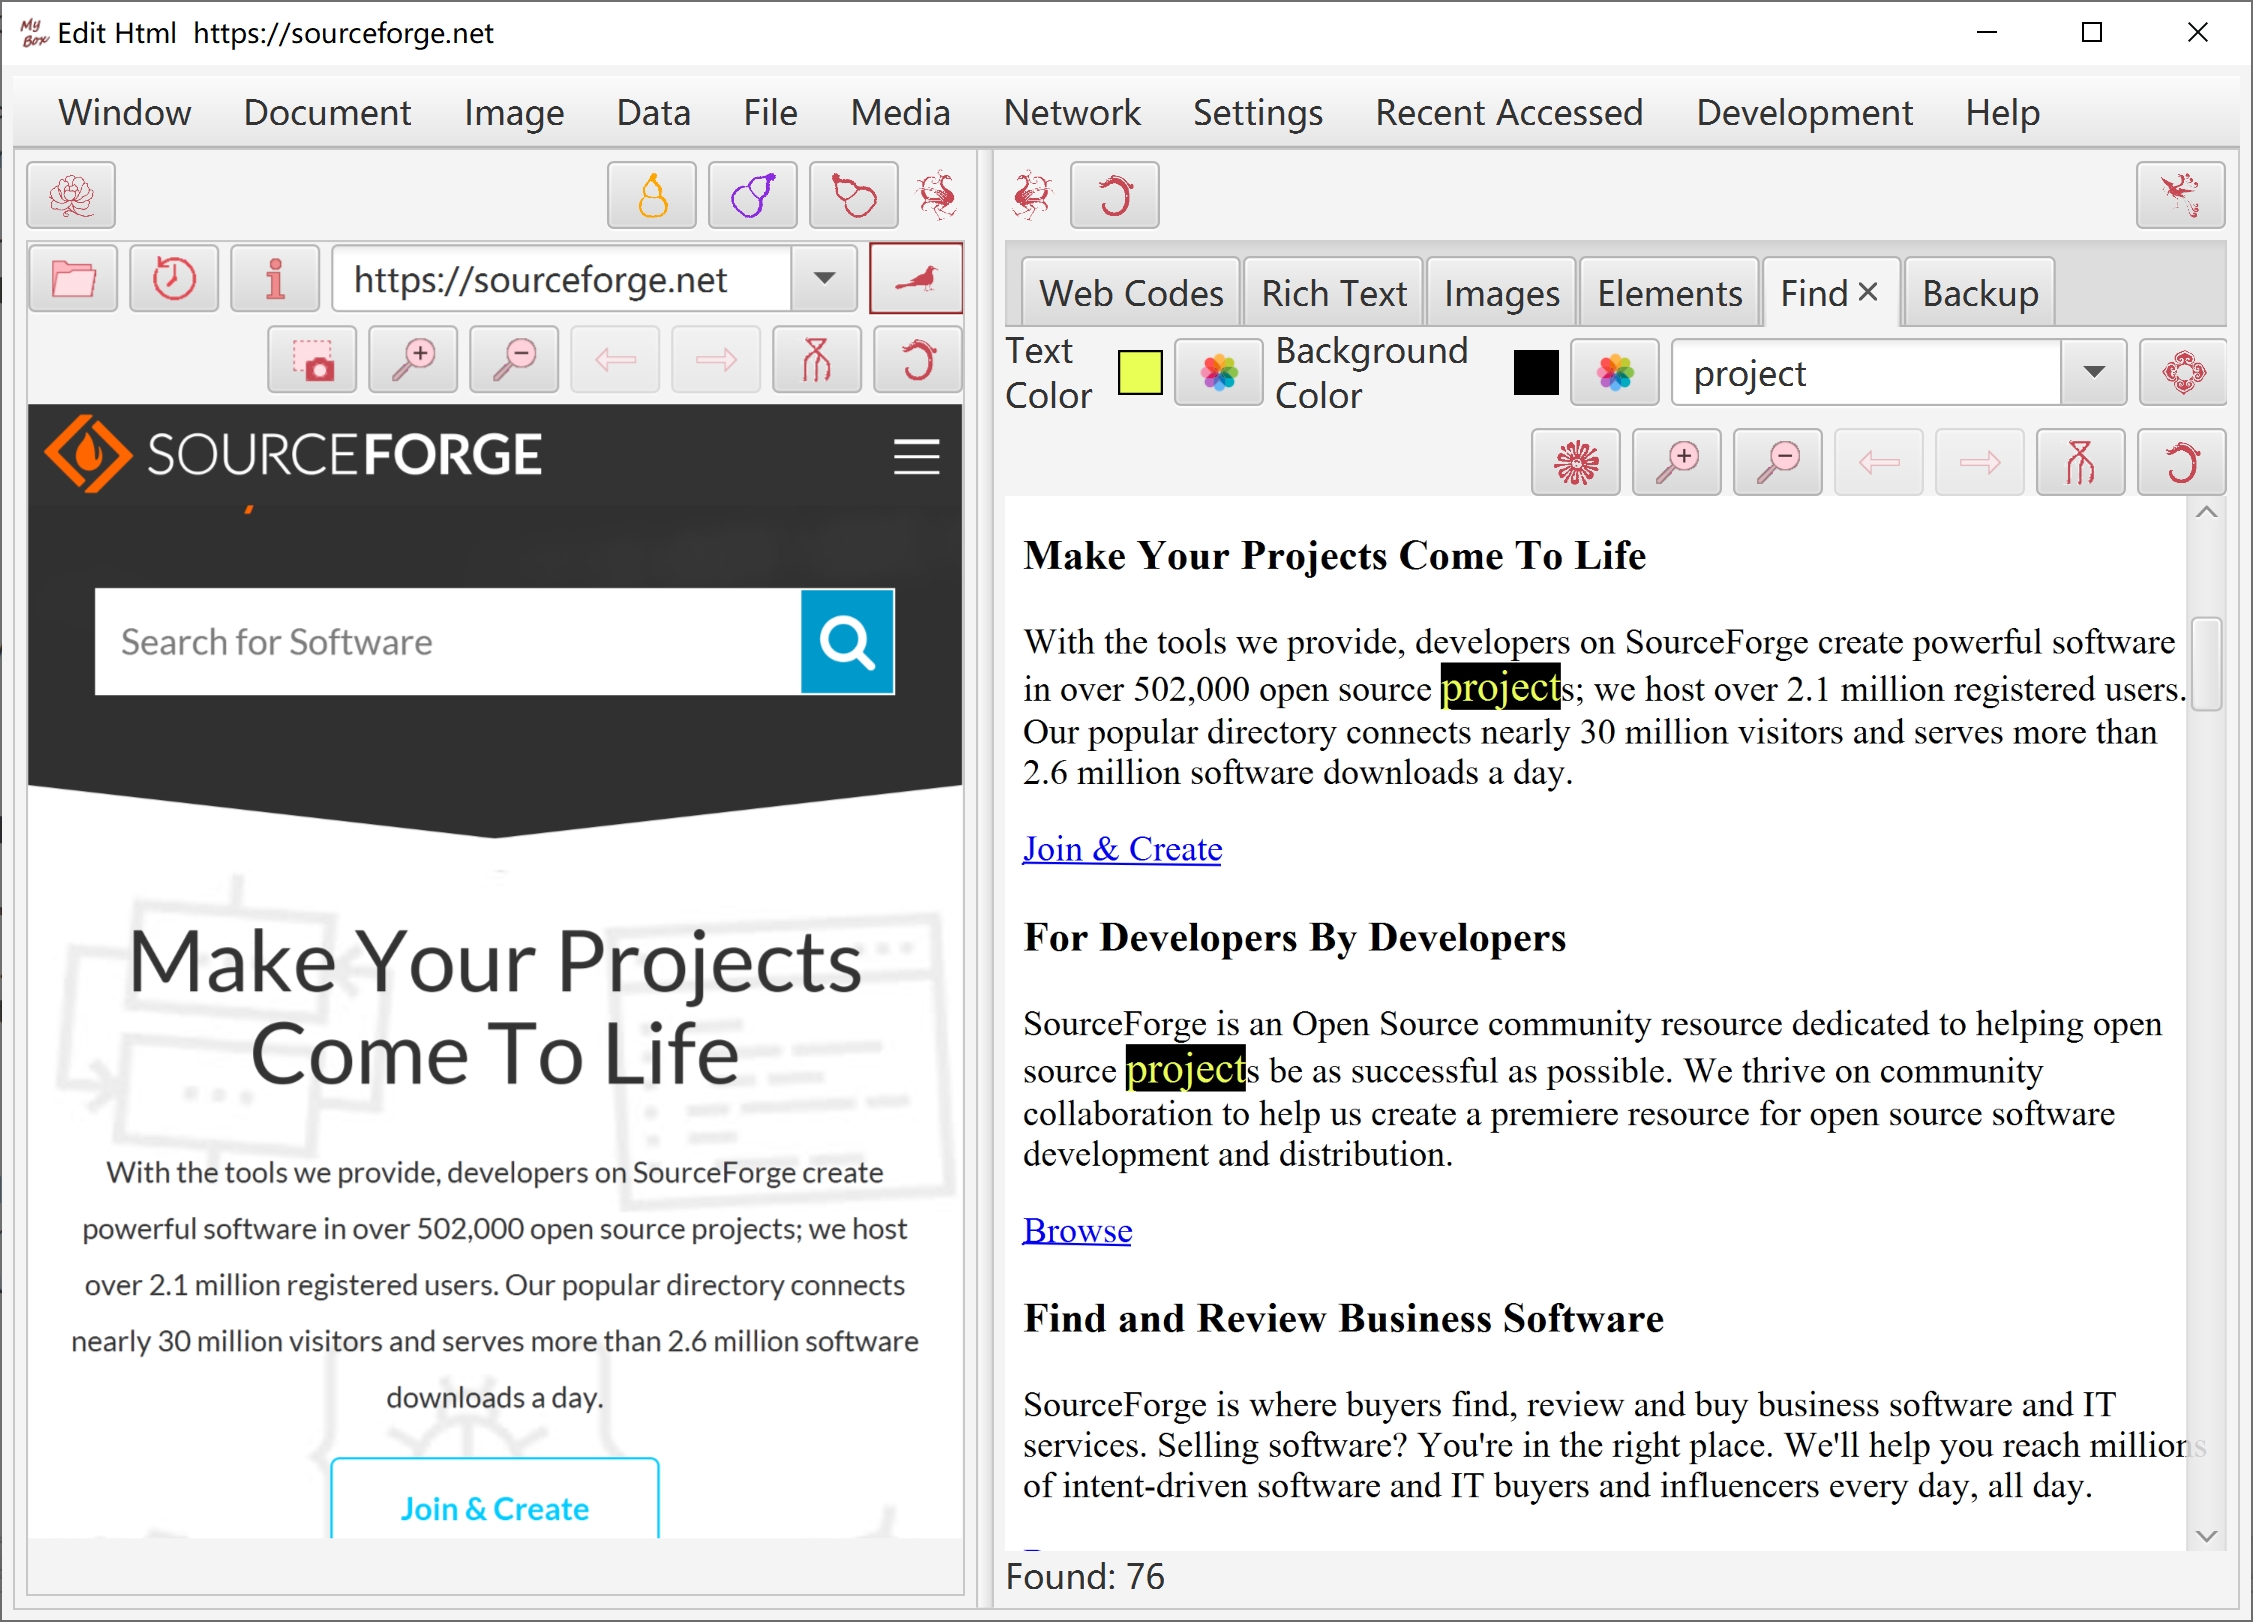 My Box
Edit Html https://sourceforge.net
Window Document Image Data File Media Network Settings Recent Accessed Development Help
https://sourceforge.net
SOURCEFORGE
Search for Software
Make Your Projects
Come To Life
With the tools we provide, developers on SourceForge create
powerful software in over 502,000 open source projects; we host
over 2.1 million registered users. Our popular directory connects
nearly 30 million visitors and serves more than 2.6 million software
downloads a day.
Join & Create
Web Codes Rich Text Images Elements Find Backup
Text
Color
Background
Color
project
Make Your Projects Come To Life
With the tools we provide, developers on SourceForge create powerful software
in over 502,000 open source projects; we host over 2.1 million registered users.
Our popular directory connects nearly 30 million visitors and serves more than
2.6 million software downloads a day.
Join & Create
For Developers By Developers
SourceForge is an Open Source community resource dedicated to helping open
source projects be as successful as possible. We thrive on community
collaboration to help us create a premiere resource for open source software
development and distribution.
Browse
Find and Review Business Software
SourceForge is where buyers find, review and buy business software and IT
services. Selling software? You're in the right place. We'll help you reach millions
of intent-driven software and IT buyers and influencers every day, all day.
Found: 76